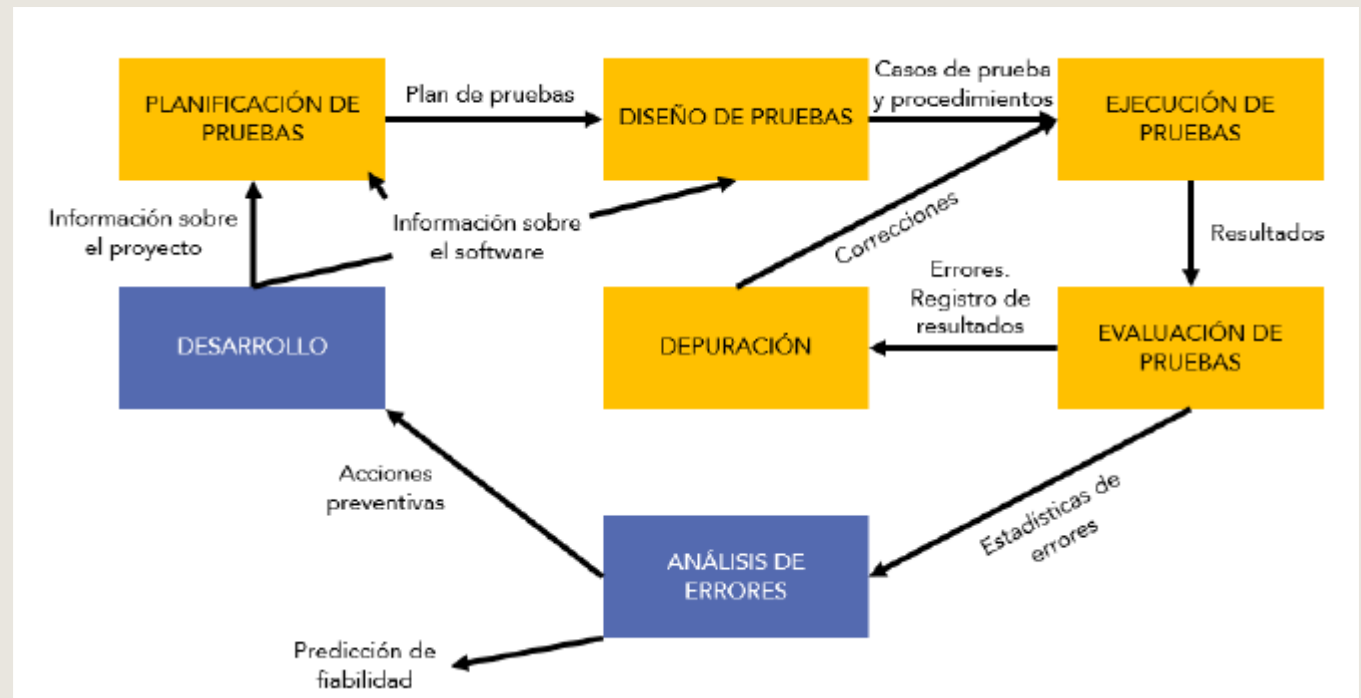 PLANIFICACIÓN DE
PRUEBAS
Plan de pruebas
DISEÑO DE PRUEBAS
Casos de prueba
y procedimientos
EJECUCIÓN DE
PRUEBAS
Información sobre
el proyecto
Información sobre
el software
Correcciones
Resultados
Errores.
Registro de
resultados
DESARROLLO
DEPURACIÓN
EVALUACIÓN DE
PRUEBAS
Acciones
preventivas
Estadísticas de
errores
ANÁLISIS DE
ERRORES
Predicción de
fiabilidad